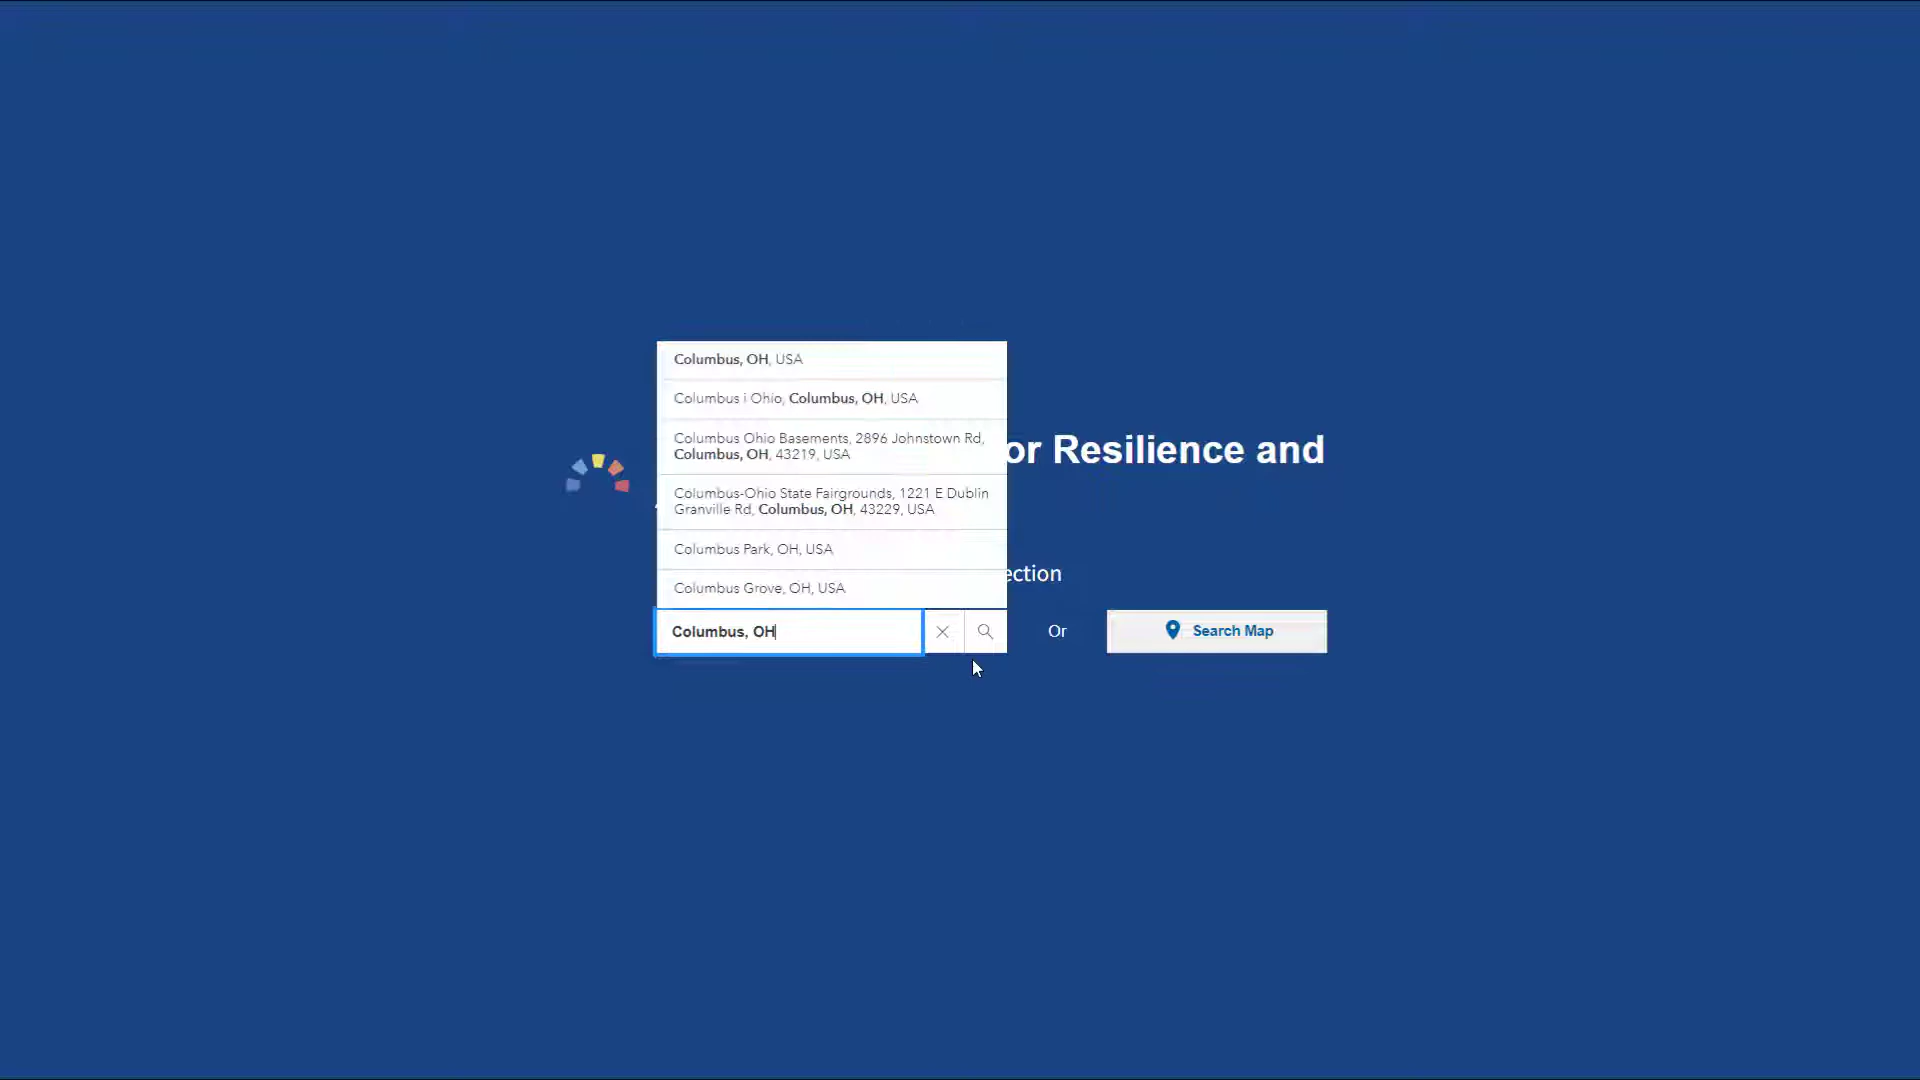 Columbus, OH, USA
Columbus i Ohio, Columbus, OH, USA
Columbus Ohio Basements, 2896 Johnstown Rd,
Columbus, OH, 43219, USA
or Resilience and
Columbus-Ohio State Fairgrounds, 1221 E Dublin
Granville Rd, Columbus, OH, 43229, USA
Columbus Park, OH, USA
ection
Columbus Grove, OH, USA
Columbus, OH
Or
Search Map